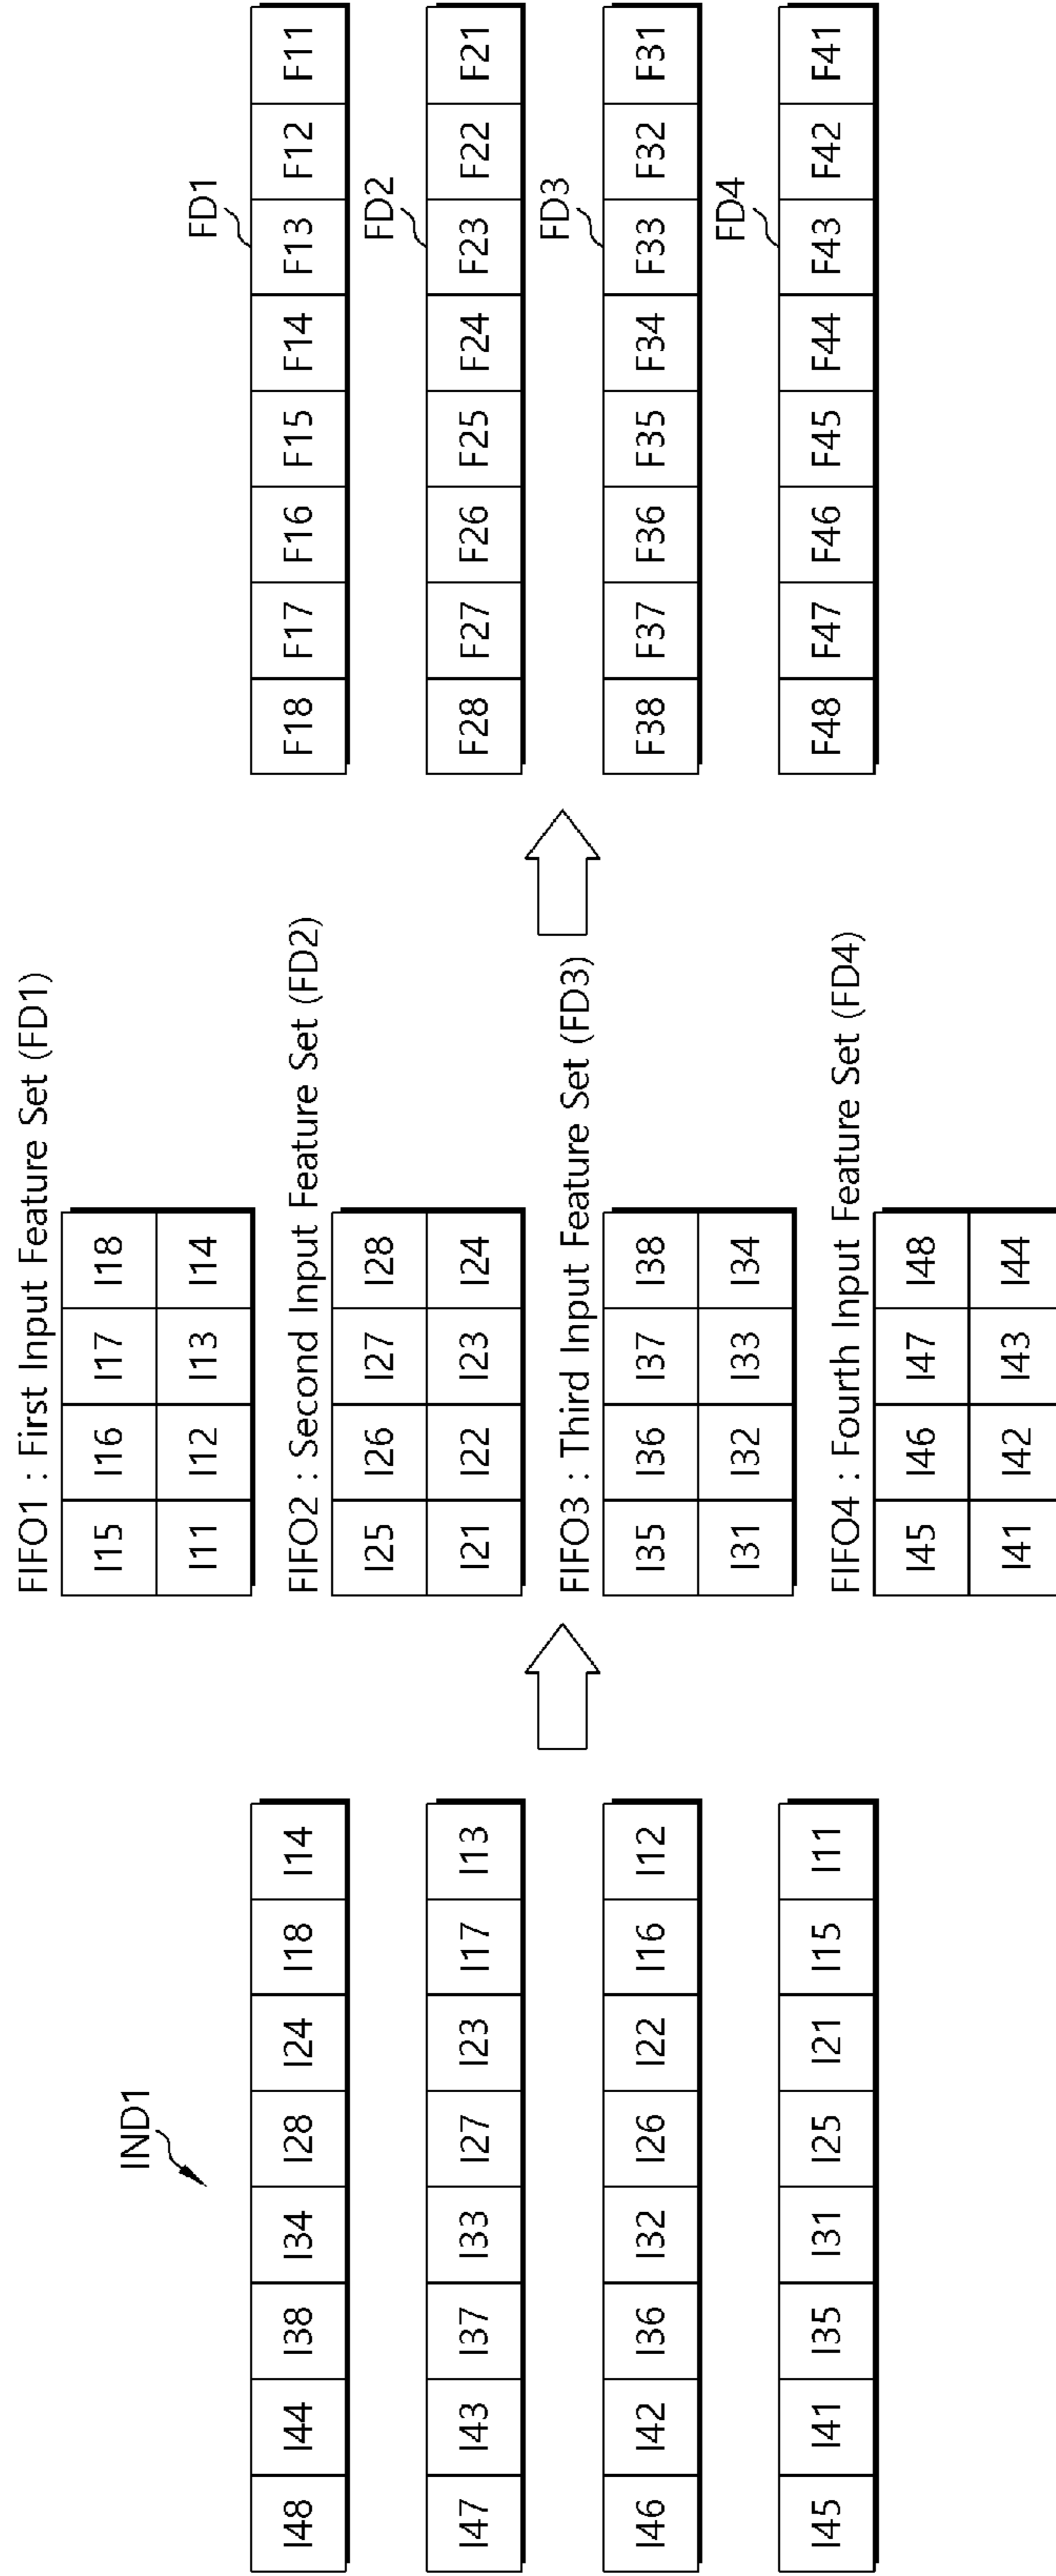 IND1
I48 I44 I38 I34 I28 I24 I18 I14
I47 I43 I37 I33 I27 I23 I17 I13
I46 I42 I36 I32 I26 I22 I16 I12
I45 I41 I35 I31 I25 I21 I15 I11
FIFO1 : First Input Feature Set (FD1)
I15 I16 I17 I18
I11 I12 I13 I14
FIFO2 : Second Input Feature Set (FD2)
I25 I26 I27 I28
I21 I22 I23 I24
FIFO3 : Third Input Feature Set (FD3)
I35 I36 I37 I38
I31 I32 I33 I34
FIFO4 : Fourth Input Feature Set (FD4)
I45 I46 I47 I48
I41 I42 I43 I44
FD1
F18 F17 F16 F15 F14 F13 F12 F11
FD2
F28 F27 F26 F25 F24 F23 F22 F21
FD3
F38 F37 F36 F35 F34 F33 F32 F31
FD4
F48 F47 F46 F45 F44 F43 F42 F41